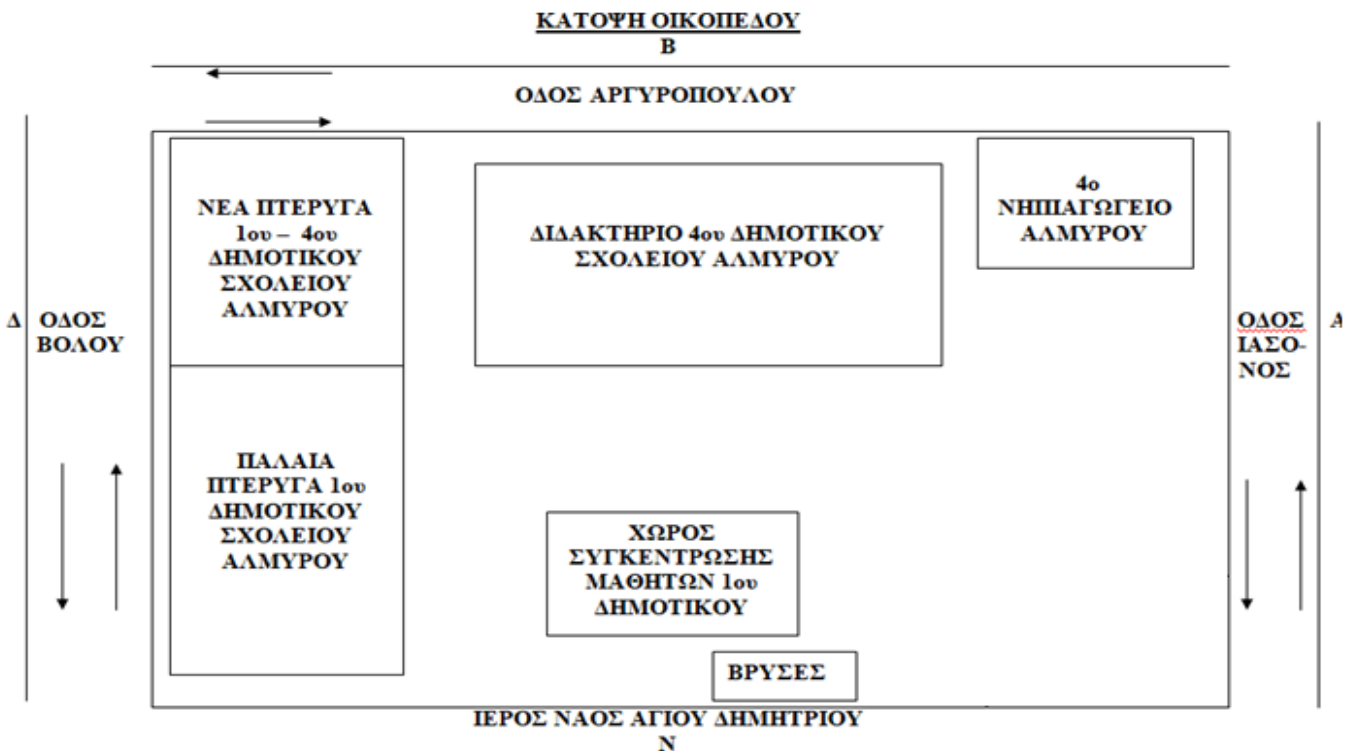 ΚΑΤΟΨΗ ΟΙΚΟΠΕΔΟΥ
Β
ΟΔΟΣ ΑΡΓΥΡΟΠΟΥΛΟΥ
ΝΕΑ ΠΤΕΡΥΓΑ
1ου – 4ου
ΔΗΜΟΤΙΚΟΥ
ΣΧΟΛΕΙΟΥ
ΑΛΜΥΡΟΥ
ΔΙΔΑΚΤΗΡΙΟ 4ου ΔΗΜΟΤΙΚΟΥ
ΣΧΟΛΕΙΟΥ ΑΛΜΥΡΟΥ
4ο
ΝΗΠΙΑΓΩΓΕΙΟ
ΑΛΜΥΡΟΥ
Δ
ΟΔΟΣ
ΒΟΛΟΥ
ΟΔΟΣ
ΙΑΣΟ-
ΝΟΣ
Α
ΠΑΛΑΙΑ
ΠΤΕΡΥΓΑ 1ου
ΔΗΜΟΤΙΚΟΥ
ΣΧΟΛΕΙΟΥ
ΑΛΜΥΡΟΥ
ΧΩΡΟΣ
ΣΥΓΚΕΝΤΡΩΣΗΣ
ΜΑΘΗΤΩΝ 1ου
ΔΗΜΟΤΙΚΟΥ
ΒΡΥΣΕΣ
ΙΕΡΟΣ ΝΑΟΣ ΑΓΙΟΥ ΔΗΜΗΤΡΙΟΥ
Ν